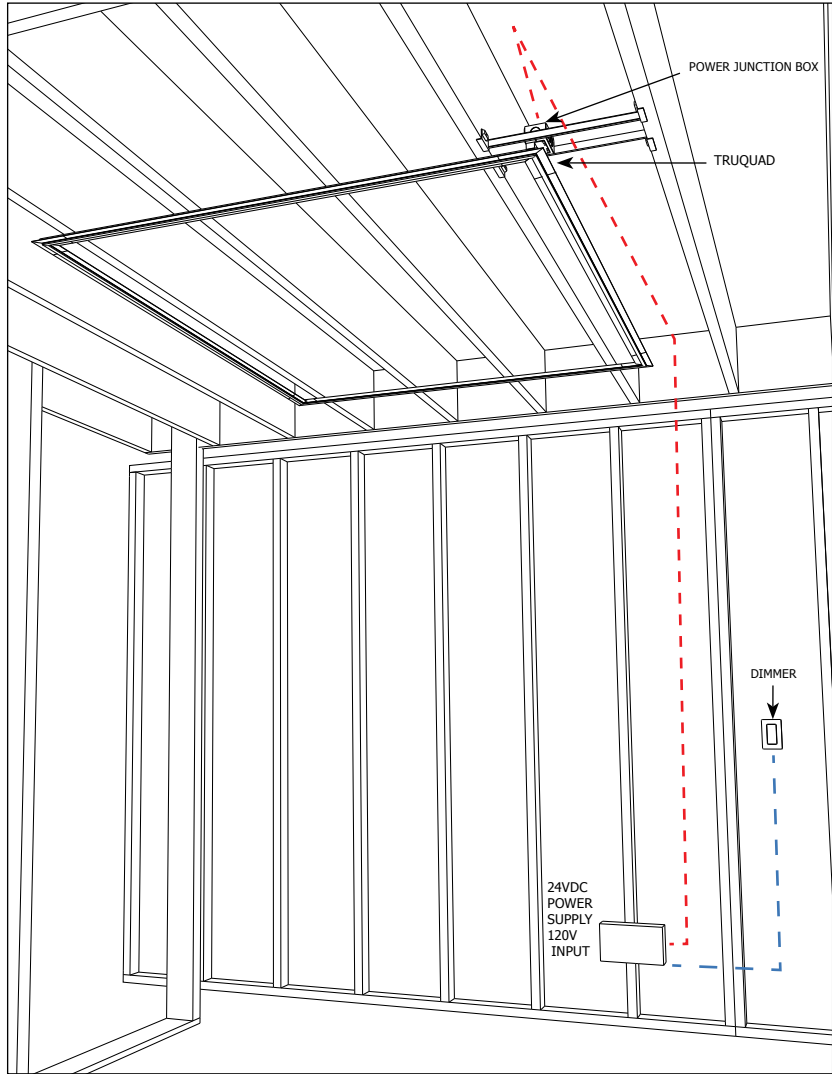 POWER JUNCTION BOX
TRUQUAD
DIMMER
24VDC
POWER
SUPPLY
120V
INPUT